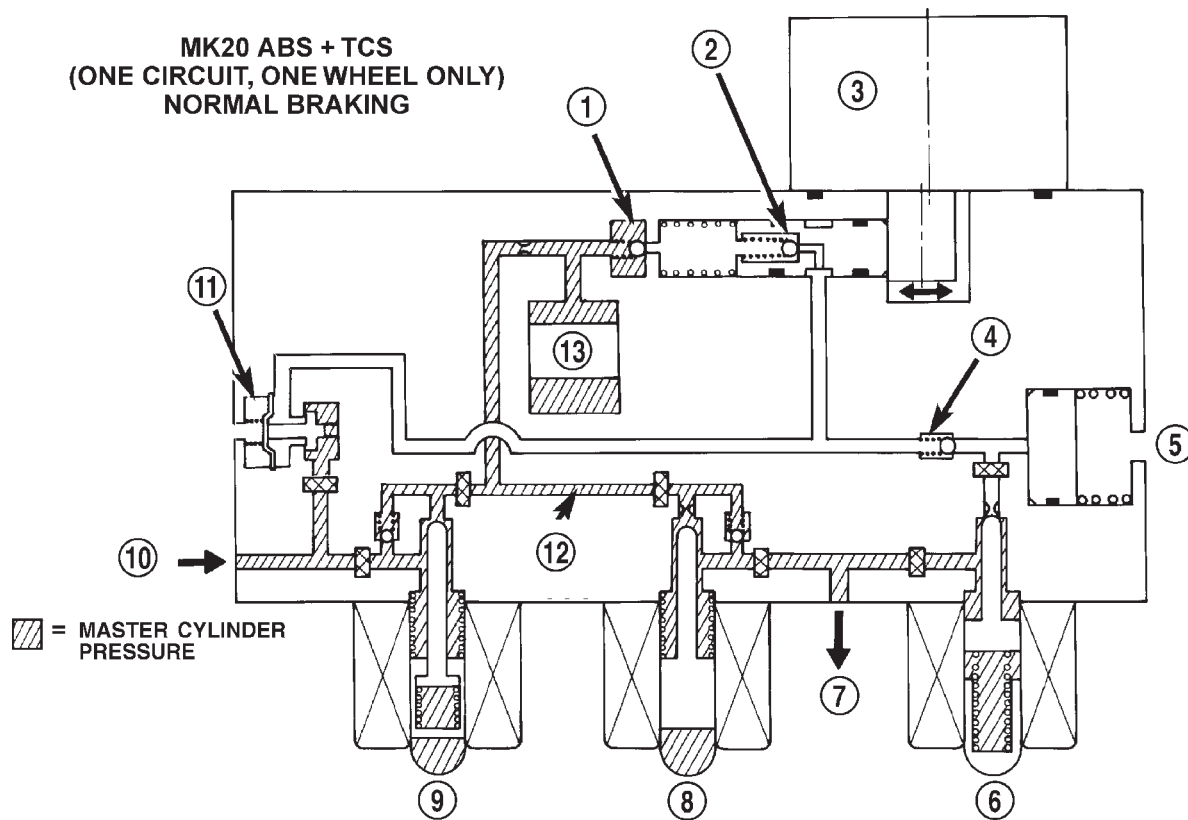 MK20 ABS + TCS
(ONE CIRCUIT, ONE WHEEL ONLY)
NORMAL BRAKING
1
2
3
4
5
11
13
10
12
= MASTER CYLINDER
PRESSURE
7
9
8
6